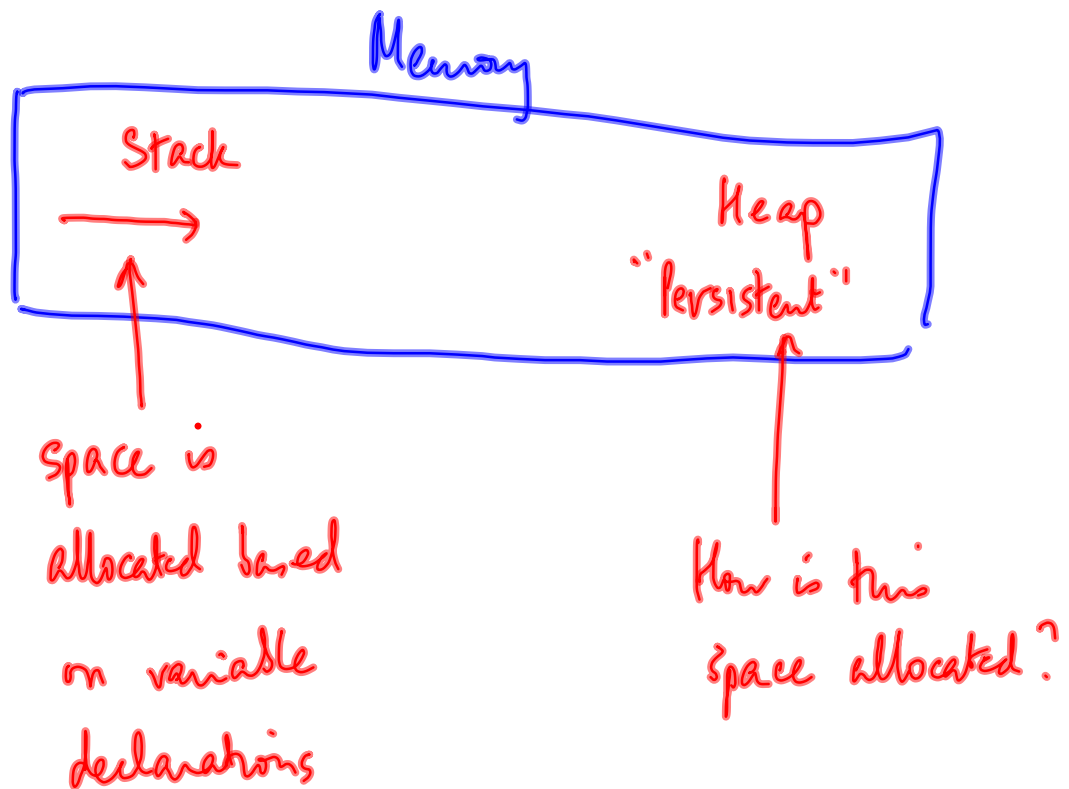 Memory
Stack
Heap
"Persistent"
Space is
allocated based
on variable
declarations
How is this
space allocated?